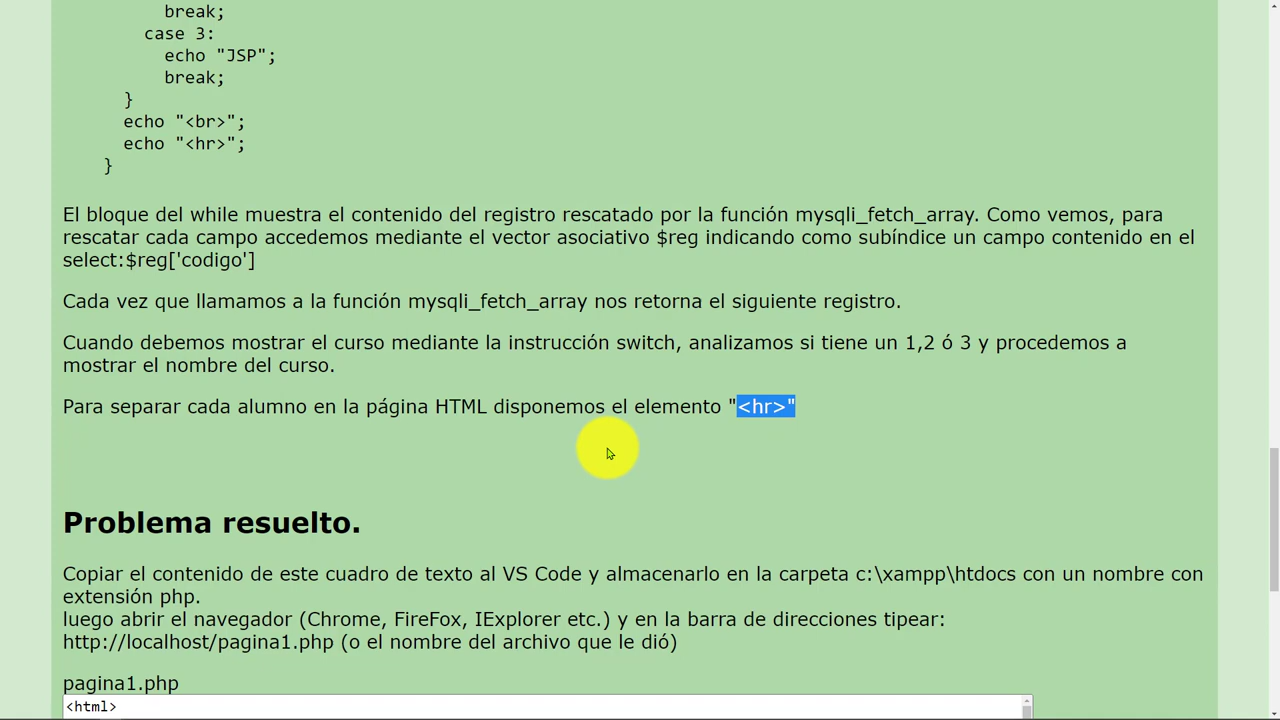 break;
case 3:
echo "JSP";
break;
}
echo "<br>";
echo "<hr>";
}
El bloque del while muestra el contenido del registro rescatado por la función mysqli_fetch_array. Como vemos, para
rescatar cada campo accedemos mediante el vector asociativo $reg indicando como subíndice un campo contenido en el
select:$reg['codigo']
Cada vez que llamamos a la función mysqli_fetch_array nos retorna el siguiente registro.
Cuando debemos mostrar el curso mediante la instrucción switch, analizamos si tiene un 1,2 ó 3 y procedemos a
mostrar el nombre del curso.
Para separar cada alumno en la página HTML disponemos el elemento "<hr>"
Problema resuelto.
Copiar el contenido de este cuadro de texto al VS Code y almacenarlo en la carpeta c:\xampp\htdocs con un nombre con
extensión php.
luego abrir el navegador (Chrome, FireFox, IExplorer etc.) y en la barra de direcciones tipear:
http://localhost/pagina1.php (o el nombre del archivo que le dió)
pagina1.php
<html>